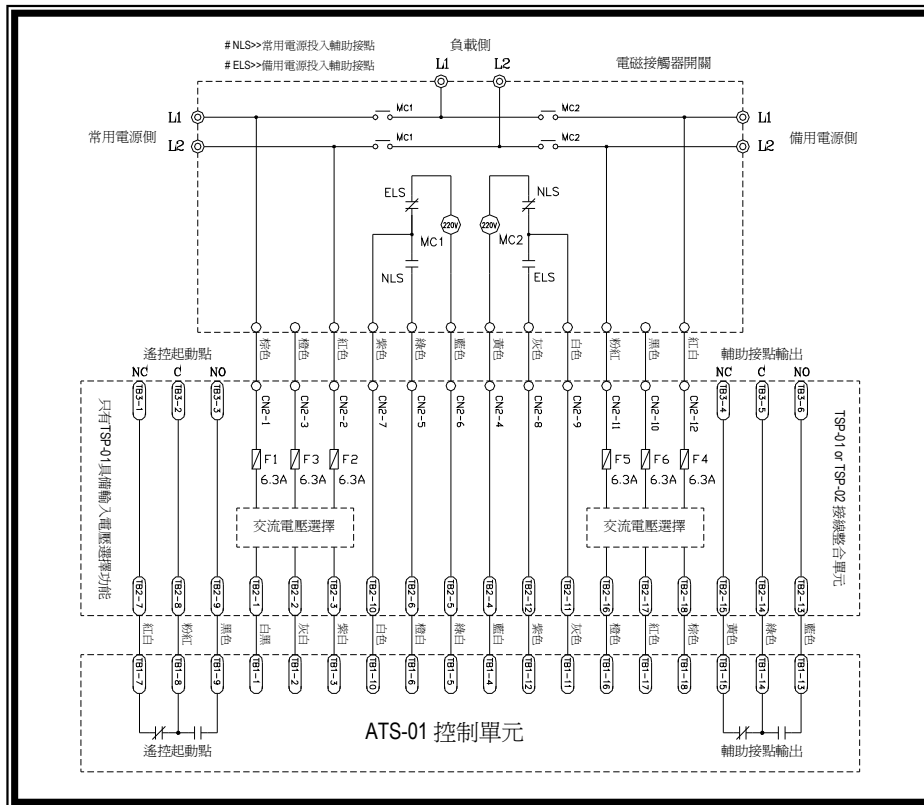 # NLS>>常用電源投入輔助接點
# ELS>>備用電源投入輔助接點
負載側
L1 L2
電磁接觸器開關
L1 MC1 MC2 L1
常用電源側
L2 MC1 MC2 L2
備用電源側
ELS NLS
220V 220V
MC1 MC2
NLS ELS
棕色 橙色 紅色 紫色 綠色 藍色 黃色 灰色 白色 粉紅 黑色 紅白
遙控起動點
輔助接點輸出
NC C NO NC C NO
TB3-1 TB3-2 TB3-3 CN2-1 CN2-3 CN2-2 CN2-7 CN2-5 CN2-6 CN2-4 CN2-8 CN2-9 CN2-11 CN2-10 CN2-12 TB3-4 TB3-5 TB3-6
只有TSP-01具備輸入電壓選擇功能
TSP-01 or TSP-02 接線整合單元
F1 F3 F2 F5 F6 F4
6.3A 6.3A 6.3A 6.3A 6.3A 6.3A
交流電壓選擇 交流電壓選擇
TB2-7 TB2-8 TB2-9 TB2-1 TB2-2 TB2-3 TB2-10 TB2-6 TB2-5 TB2-4 TB2-12 TB2-11 TB2-16 TB2-17 TB2-18 TB2-15 TB2-14 TB2-13
紅白 粉紅 黑色 白黑 灰白 紫白 白色 橙白 綠白 藍白 紫色 灰色 橙色 紅色 棕色 黃色 綠色 藍色
TB1-7 TB1-8 TB1-9 TB1-1 TB1-2 TB1-3 TB1-10 TB1-6 TB1-5 TB1-4 TB1-12 TB1-11 TB1-16 TB1-17 TB1-18 TB1-15 TB1-14 TB1-13
ATS-01 控制單元
遙控起動點 輔助接點輸出